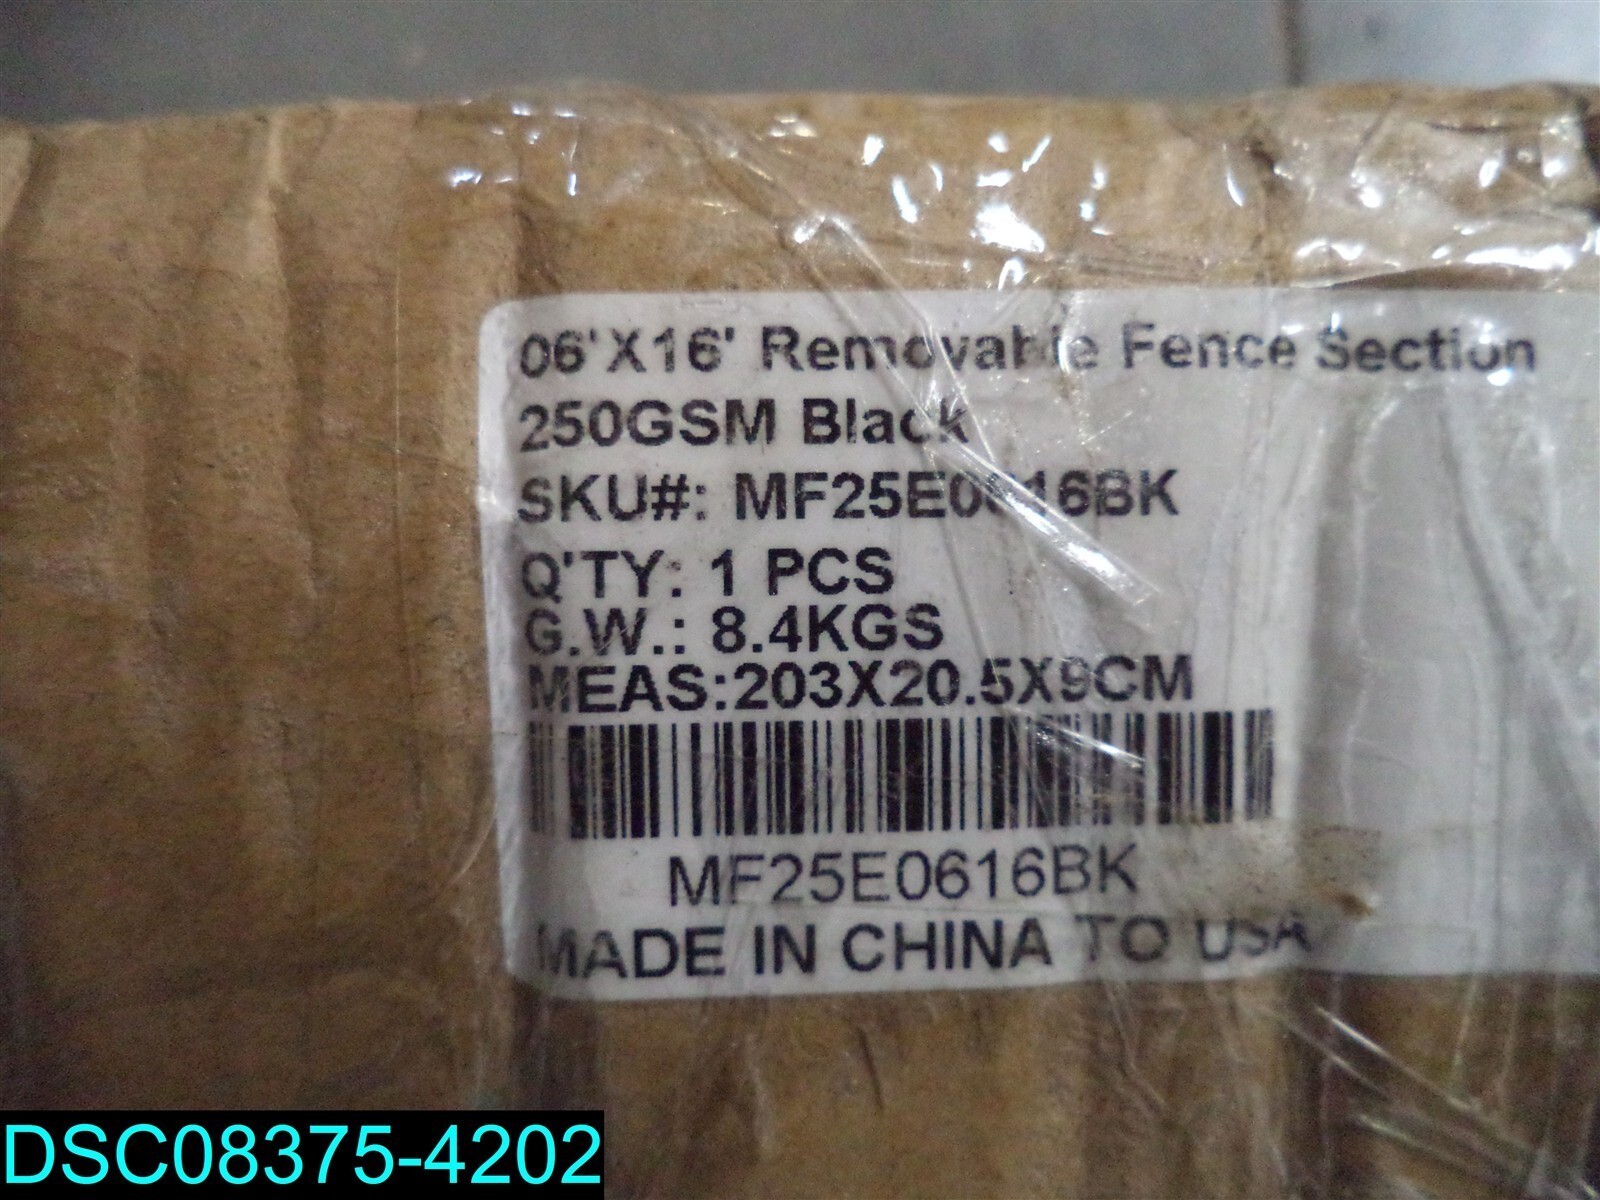 06'X16' Removable Fence Section
250GSM Black
SKU#: MF25E0616BK
Q'TY: 1 PCS
G.W.: 8.4KGS
MEAS:203X20.5X9CM
MF25E0616BK
MADE IN CHINA TO USA
DSC08375-4202